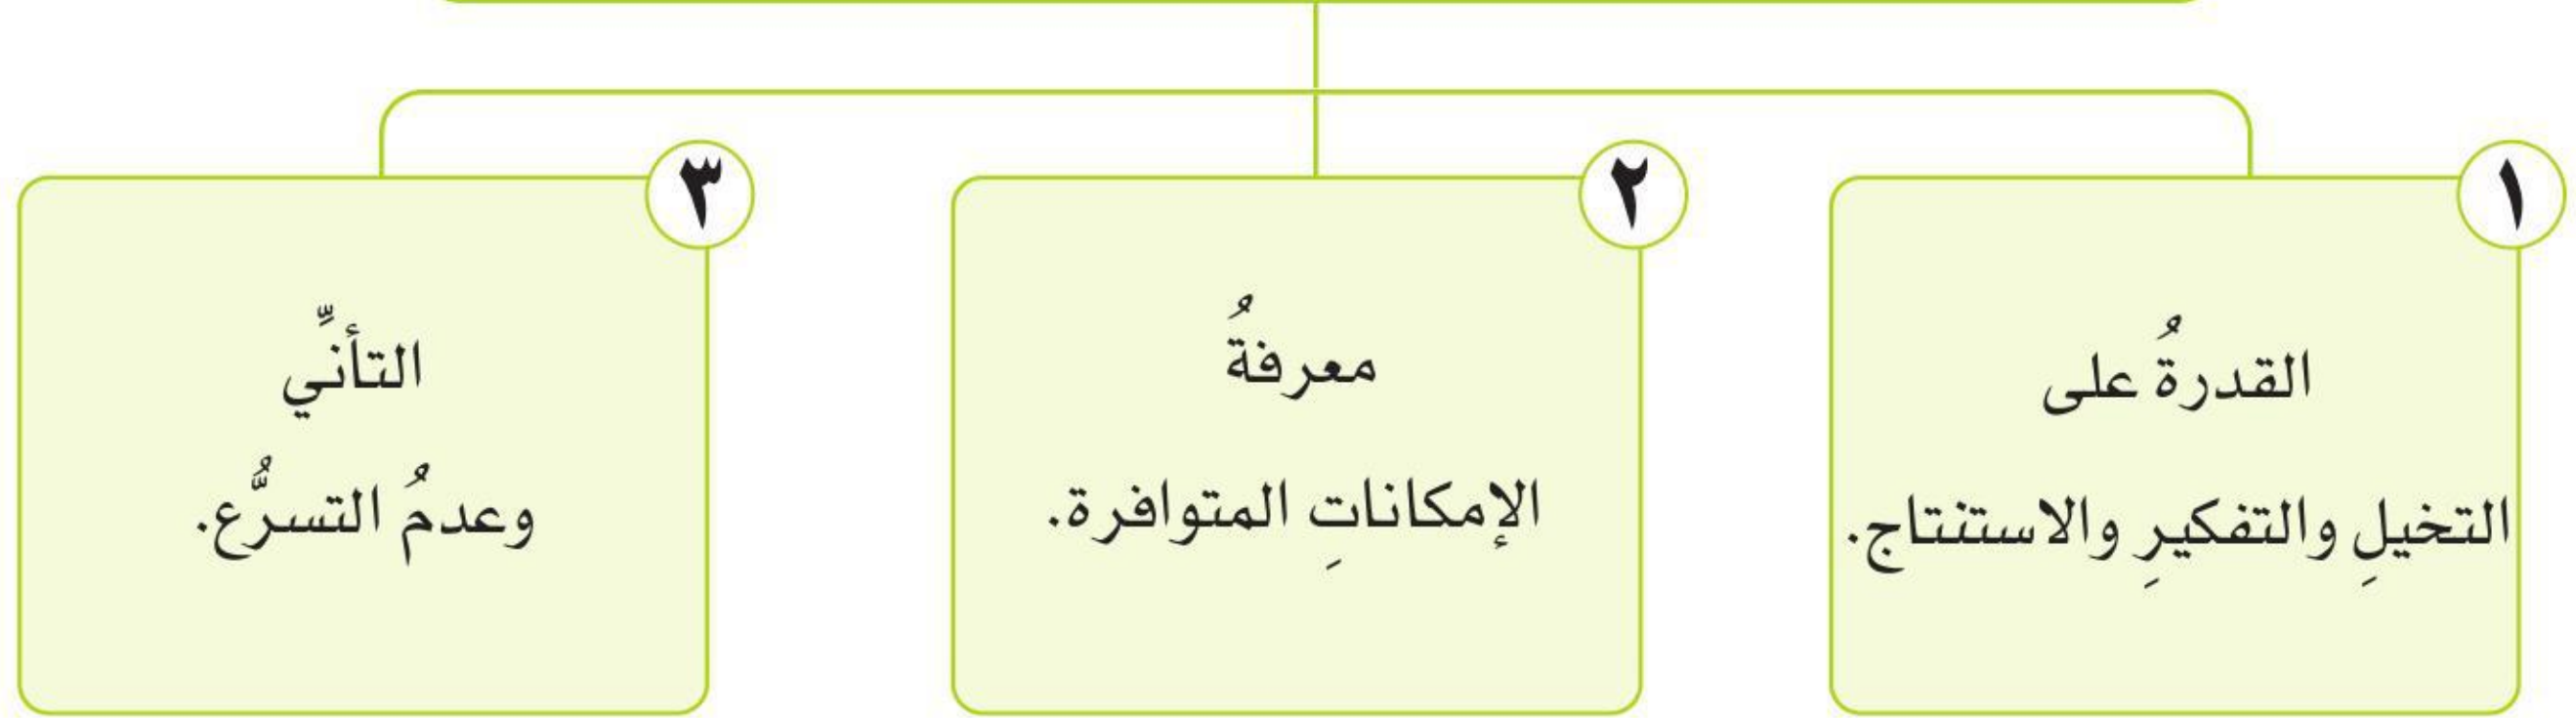 ١
القدرةُ على
التخيلِ والتفكيرِ والاستنتاج.
٢
معرفةُ
الإمكاناتِ المتوافرة.
٣
التأنِّي
وعدمُ التسرُّع.